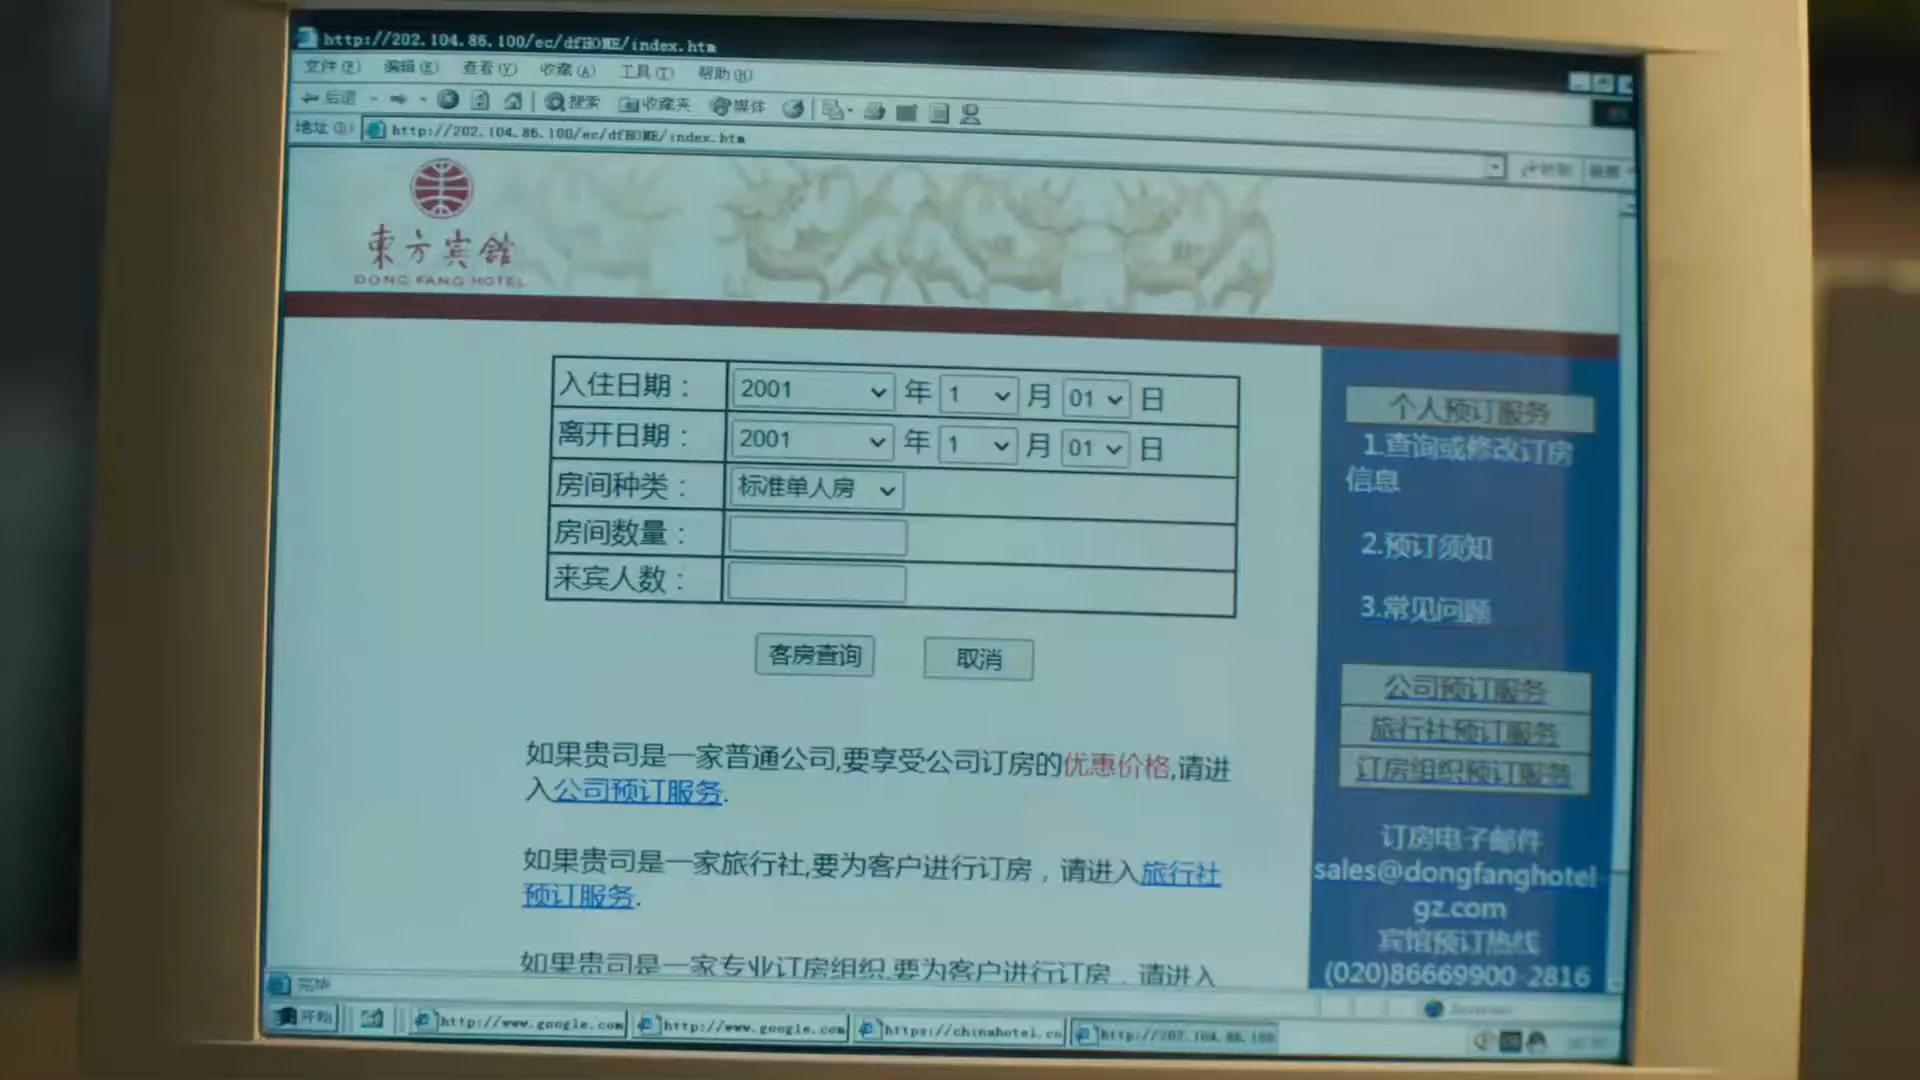 http://202.104.86.100/ec/dfHOME/index.htm
文件(F) 编辑(E) 查看(V) 收藏(A) 工具(T) 帮助(H)
后退 搜索 收藏夹 媒体
地址(D) http://202.104.86.100/ec/dfHOME/index.htm
東方宾館
DONG FANG HOTEL
入住日期： 2001 年 1 月 01 日
离开日期： 2001 年 1 月 01 日
房间种类： 标准单人房
房间数量：
来宾人数：
客房查询 取消
如果贵司是一家普通公司,要享受公司订房的优惠价格,请进
入公司预订服务.
如果贵司是一家旅行社,要为客户进行订房，请进入旅行社
预订服务.
如果贵司是一家专业订房组织,要为客户进行订房，请进入
个人预订服务
1.查询或修改订房
信息
2.预订须知
3.常见问题
公司预订服务
旅行社预订服务
订房组织预订服务
订房电子邮件
sales@dongfanghotel-
gz.com
宾馆预订热线
(020)86669900-2816
完毕
开始 http://www.google.com http://www.google.com https://chinahotel.co http://202.104.86.100